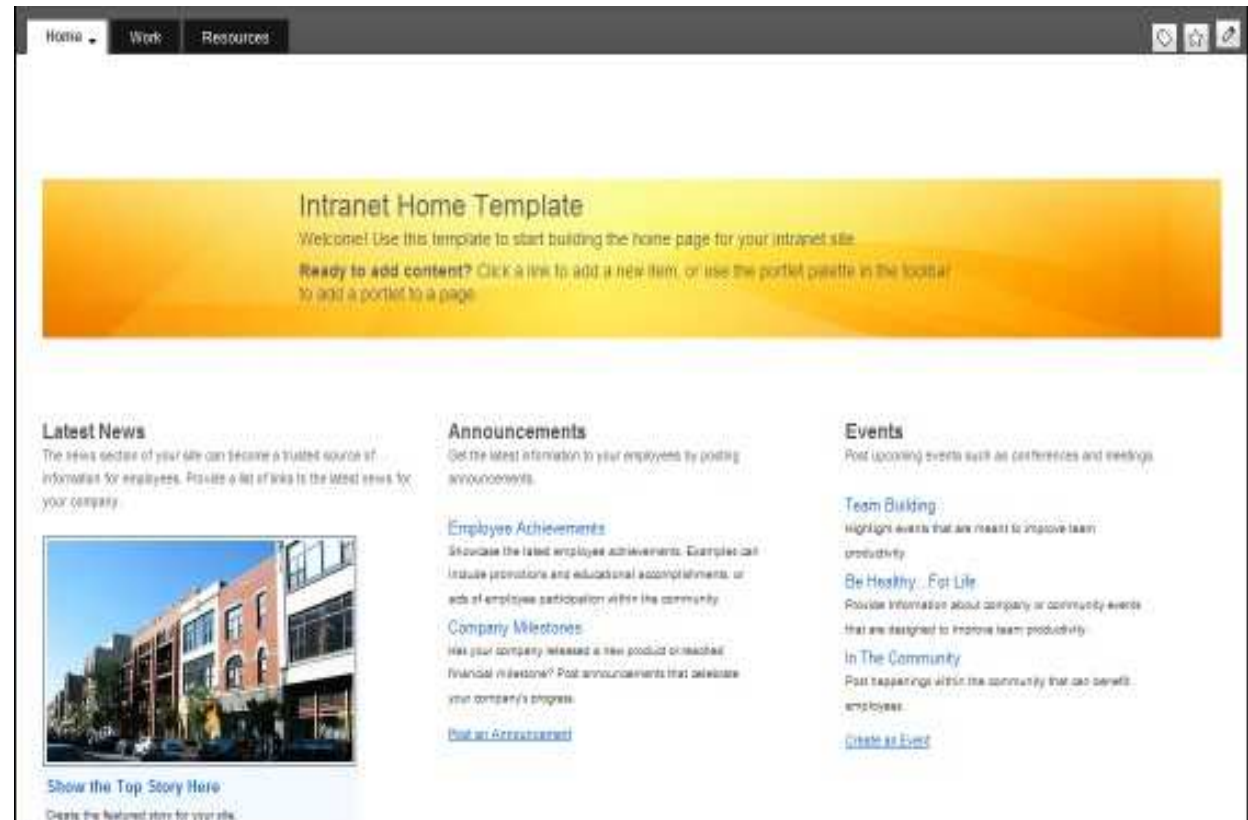 Home
Work
Resources
Intranet Home Template
Welcome! Use this template to start building the home page for your intranet site.
Ready to add content? Click a link to add a new item, or use the portlet palette in the toolbar
to add a portlet to a page.
Latest News
The news section of your site can become a trusted source of
information for employees. Provide a list of links to the latest news for
your company.
Show the Top Story Here
Create the featured story for your site.
Announcements
Get the latest information to your employees by posting
announcements.
Employee Achievements
Showcase the latest employee achievements. Examples can
include promotions and educational accomplishments, or
acts of employee participation within the community.
Company Milestones
Has your company released a new product or reached
financial milestone? Post announcements that celebrate
your company's progress.
Post an Announcement
Events
Post upcoming events such as conferences and meetings.
Team Building
Highlight events that are meant to improve team
productivity.
Be Healthy...For Life
Provide information about company or community events
that are designed to improve team productivity.
In The Community
Post happenings within the community that can benefit
employees.
Create an Event